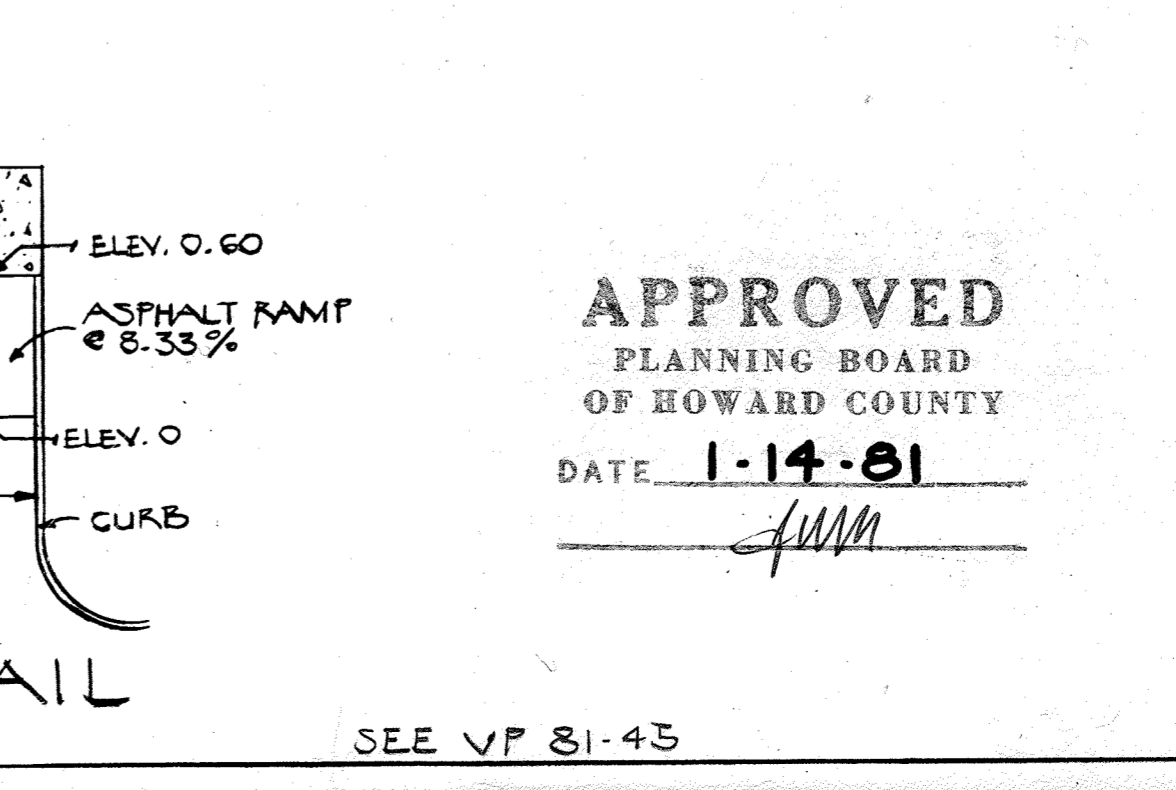 ELEV. 0.60
ASPHALT RAMP
@ 8.33%
ELEV. 0
CURB
AIL
APPROVED
PLANNING BOARD
OF HOWARD COUNTY
DATE 1-14-81
SEE VP 81-45